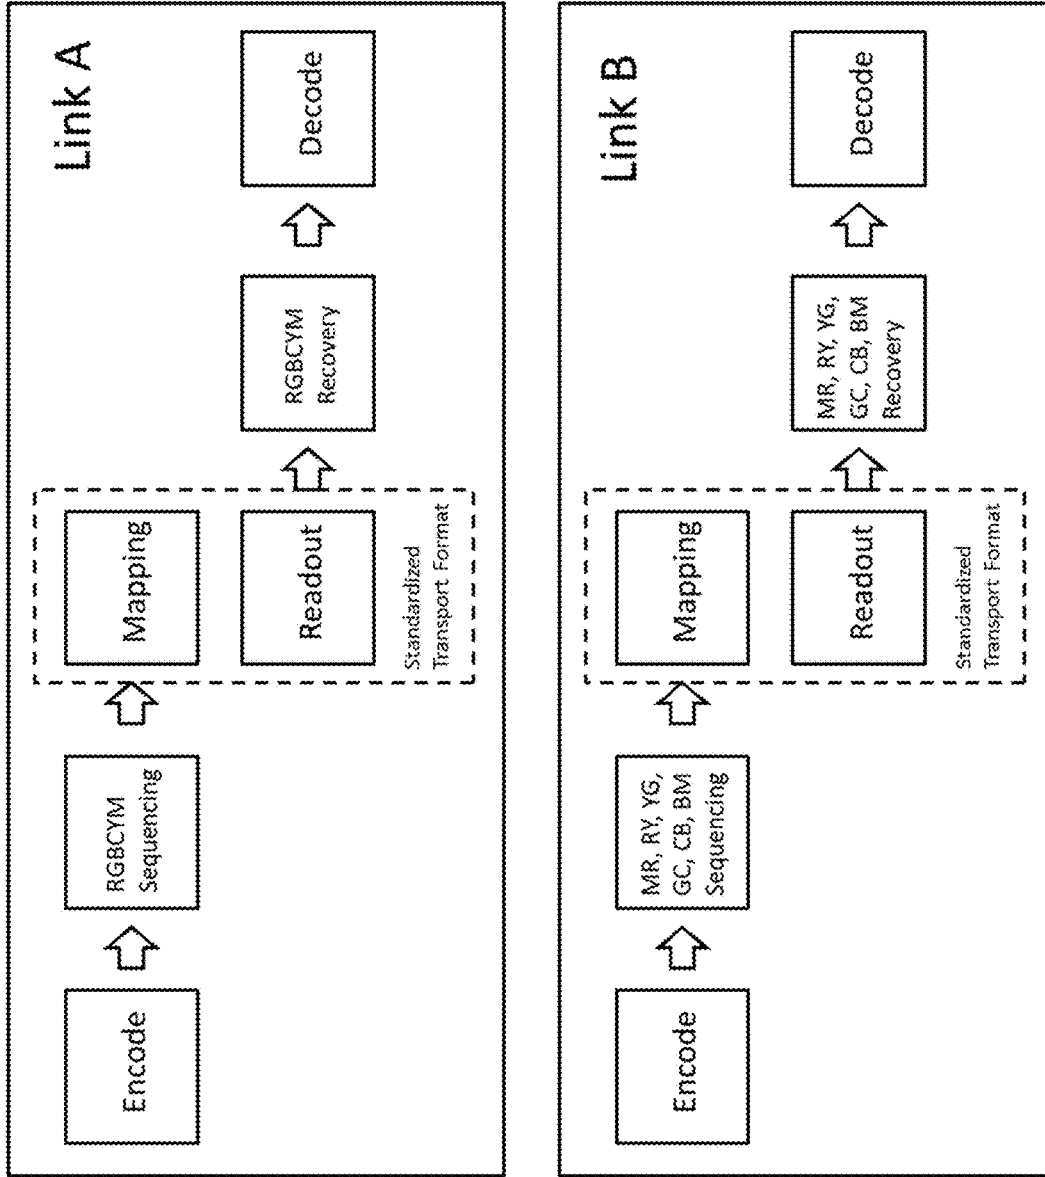 Link A
Encode
RGBCYM
Sequencing
Mapping
Readout
Standardized
Transport Format
RGBCYM
Recovery
Decode
Link B
Encode
MR, RY, YG,
GC, CB, BM
Sequencing
Mapping
Readout
Standardized
Transport Format
MR, RY, YG,
GC, CB, BM
Recovery
Decode